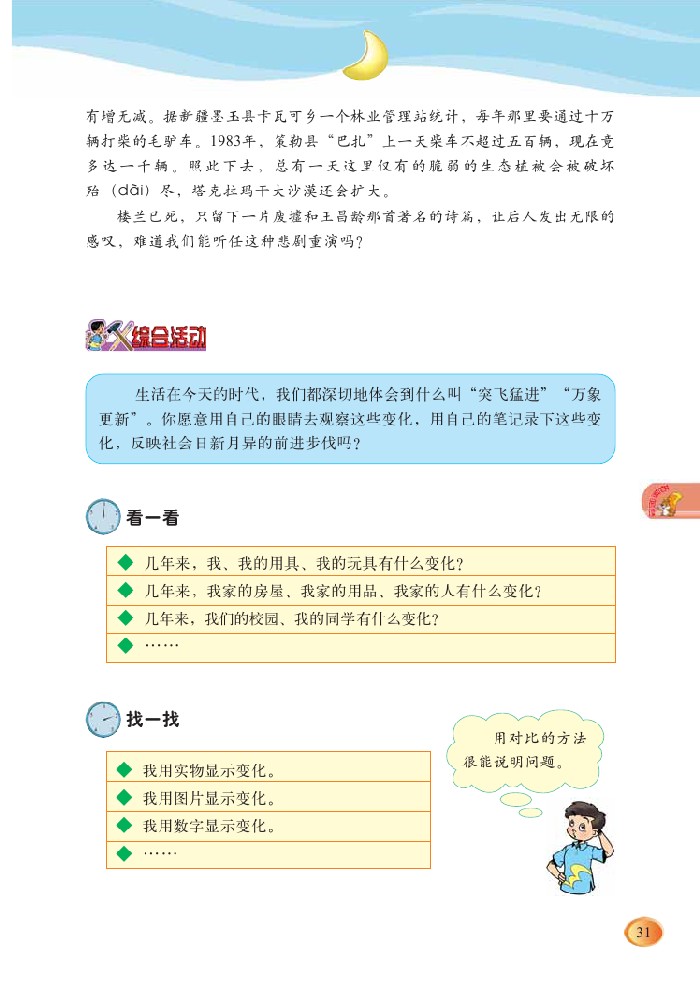 有增无减。据新疆墨玉县卡瓦可乡一个林业管理站统计，每年那里要通过十万
辆打柴的毛驴车。1983年，策勒县“巴扎”上一天柴车不超过五百辆，现在竟
多达一千辆。照此下去，总有一天这里仅有的脆弱的生态植被会被破坏
殆（dài）尽，塔克拉玛干大沙漠还会扩大。
楼兰已死，只留下一片废墟和王昌龄那首著名的诗篇，让后人发出无限的
感叹，难道我们能听任这种悲剧重演吗？
综合活动
生活在今天的时代，我们都深切地体会到什么叫“突飞猛进”“万象
更新”。你愿意用自己的眼睛去观察这些变化，用自己的笔记录下这些变
化，反映社会日新月异的前进步伐吗？
看一看
几年来，我、我的用具、我的玩具有什么变化？
几年来，我家的房屋、我家的用品、我家的人有什么变化？
几年来，我们的校园、我的同学有什么变化？
……
找一找
用对比的方法
很能说明问题。
我用实物显示变化。
我用图片显示变化。
我用数字显示变化。
……
31